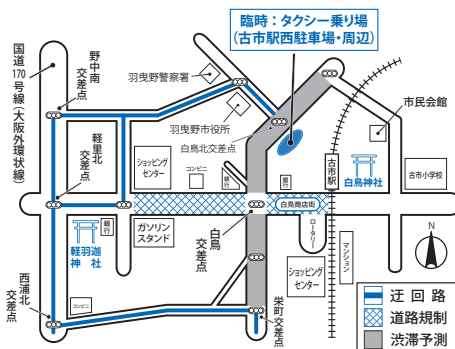 臨時：タクシー乗り場
(古市駅西駐車場・周辺)
国道170号線(大阪外環状線)
野中南
交差点
羽曳野警察署
羽曳野市役所
白鳥北交差点
市民会館
軽里北
交差点
ショッピング
センター
コンビニ
銀行
銀行
古市駅
白鳥神社
古市小学校
白鳥商店街
銀行
軽羽迦
神社
ガソリン
スタンド
白鳥
交差点
ロータリー
マンション
N
西浦北
交差点
コンビニ
ショッピング
センター
栄町交差点
迂回路
道路規制
渋滞予測